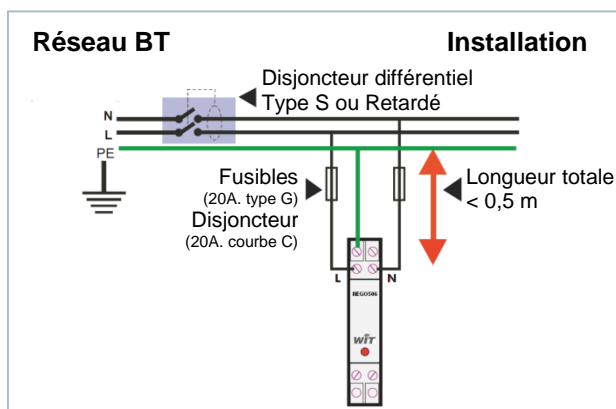 Réseau BT
Installation
Disjoncteur différentiel
Type S ou Retardé
N
L
PE
Fusibles
(20A. type G)
Disjoncteur
(20A. courbe C)
Longueur totale
< 0,5 m
L
N
REGO506
WIT